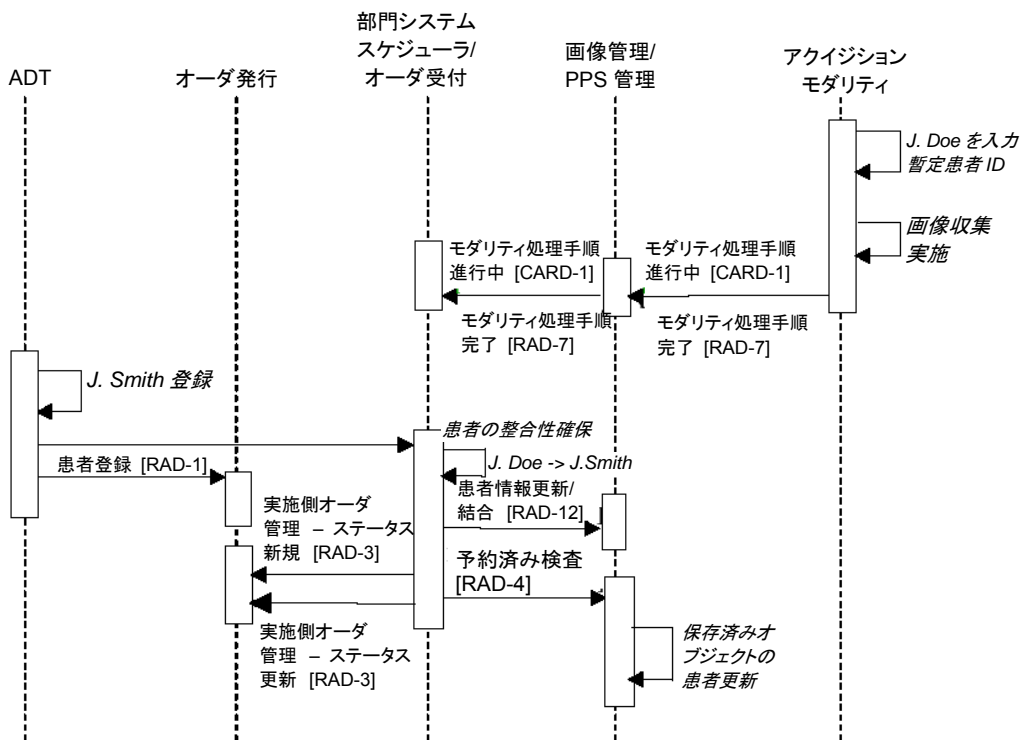 ADT
オーダ発行
部門システム
スケジューラ/
オーダ受付
画像管理/
PPS 管理
アクイジション
モダリティ
J. Doe を入力
暫定患者 ID
画像収集
実施
モダリティ処理手順
進行中 [CARD-1]
モダリティ処理手順
進行中 [CARD-1]
モダリティ処理手順
完了 [RAD-7]
モダリティ処理手順
完了 [RAD-7]
J. Smith 登録
患者の整合性確保
患者登録 [RAD-1]
J. Doe -> J.Smith
患者情報更新/
結合 [RAD-12]
実施側オーダ
管理 – ステータス
新規 [RAD-3]
予約済み検査
[RAD-4]
実施側オーダ
管理 – ステータス
更新 [RAD-3]
保存済みオ
ブジェクトの
患者更新